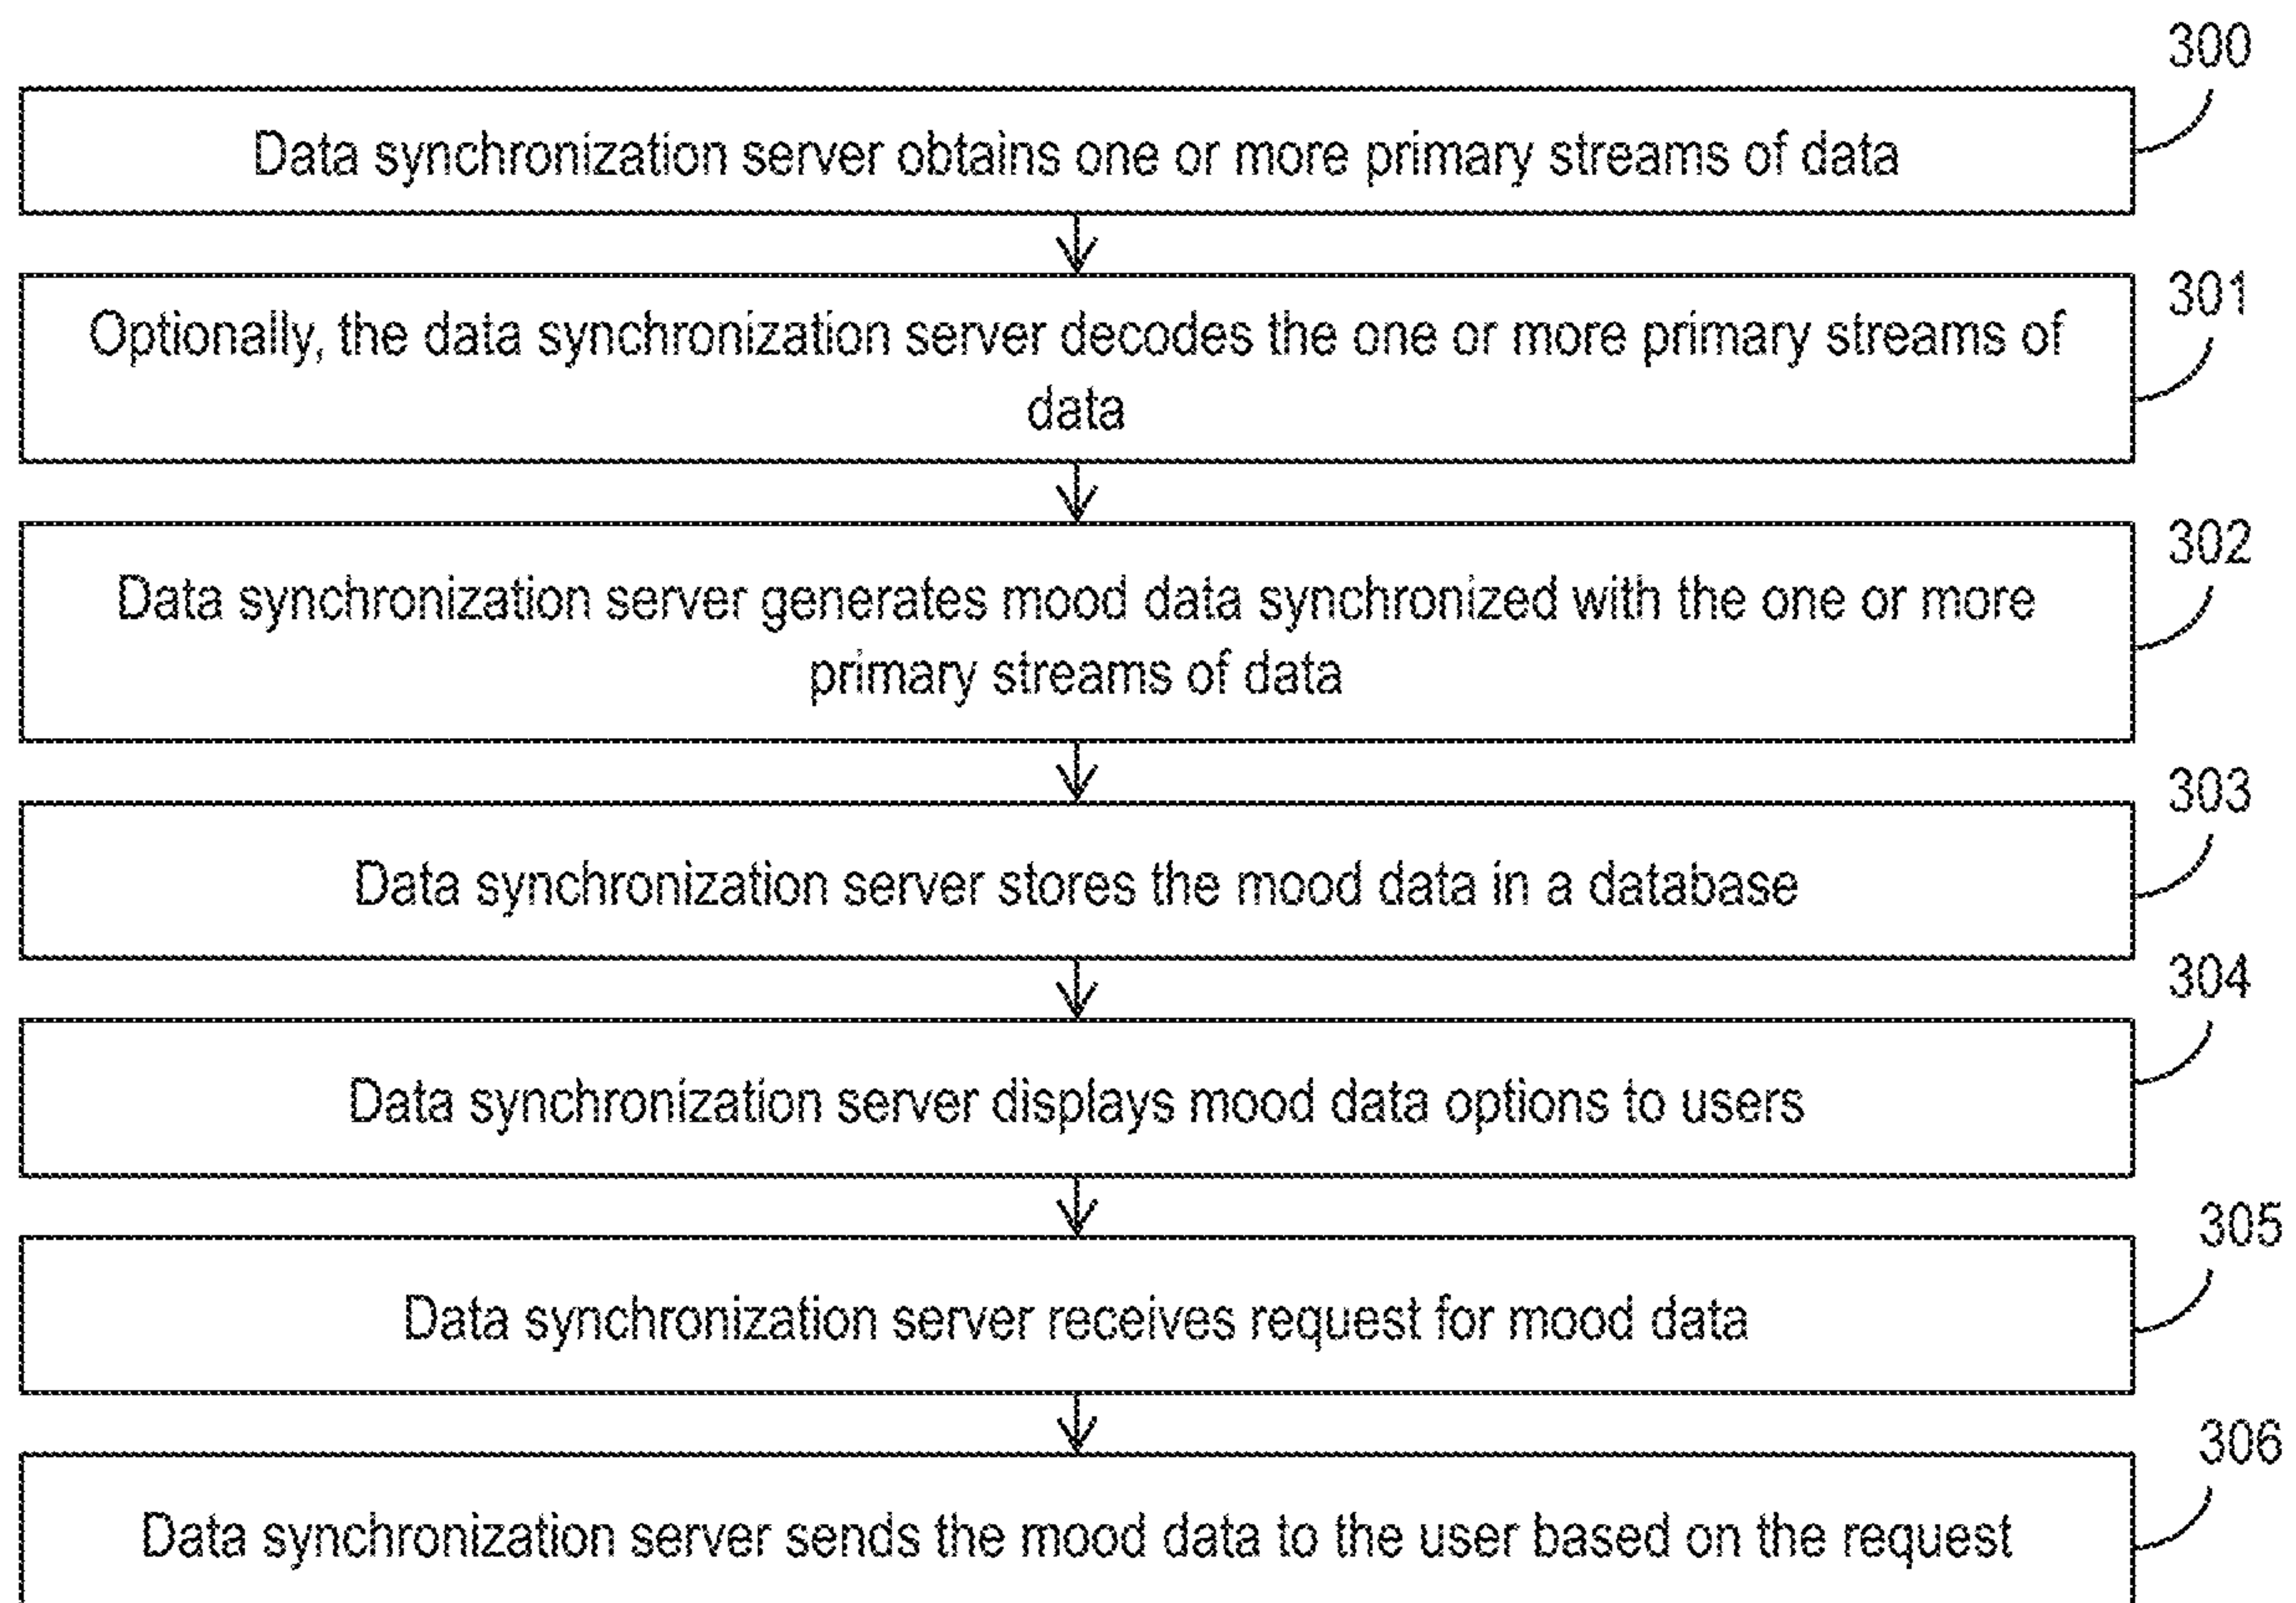 300
Data synchronization server obtains one or more primary streams of data
301
Optionally, the data synchronization server decodes the one or more primary streams of
data
302
Data synchronization server generates mood data synchronized with the one or more
primary streams of data
303
Data synchronization server stores the mood data in a database
304
Data synchronization server displays mood data options to users
305
Data synchronization server receives request for mood data
306
Data synchronization server sends the mood data to the user based on the request